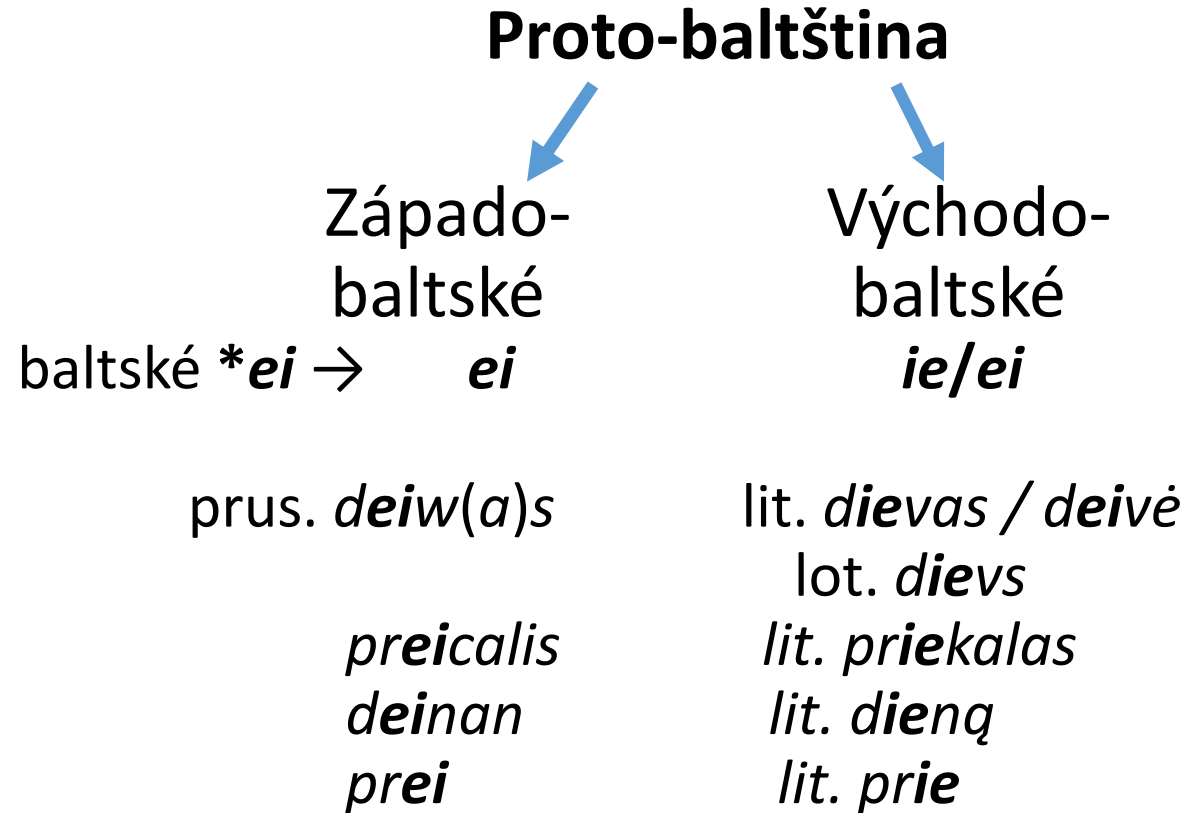 Proto-baltština
Západo- Východo-
baltské baltské
baltské *ei → ei ie/ei
prus. deiw(a)s lit. dievas / deivė
lot. dievs
preicalis lit. priekalas
deinan lit. dieną
prei lit. prie